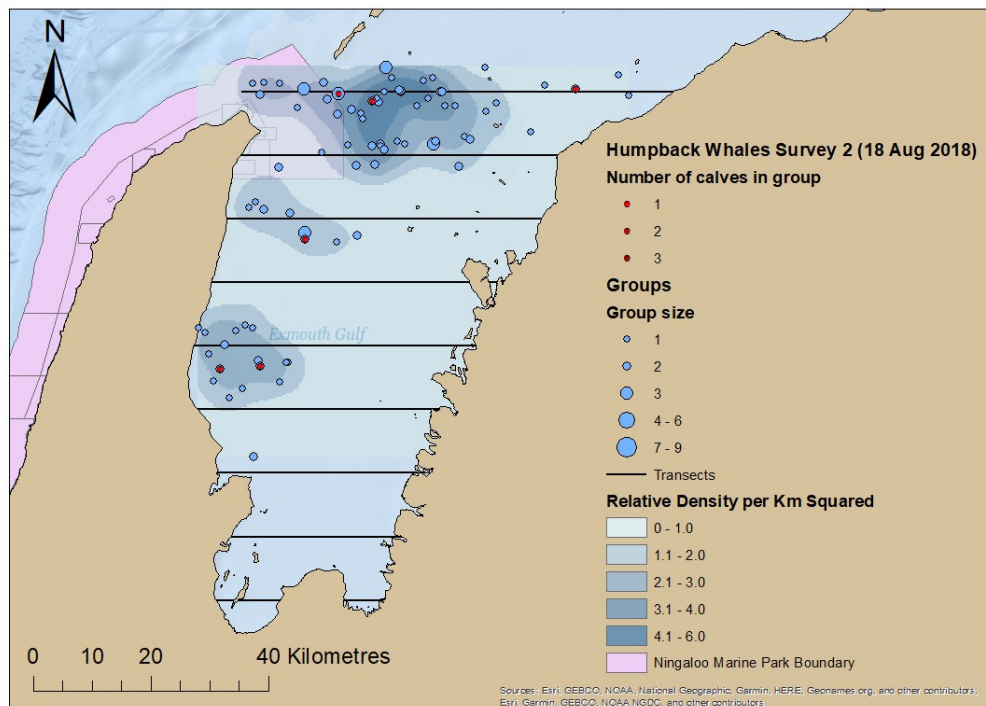 N
Humpback Whales Survey 2 (18 Aug 2018)
Number of calves in group
1
2
3
Groups
Group size
1
2
3
4 - 6
7 - 9
Transects
Relative Density per Km Squared
0 - 1.0
1.1 - 2.0
2.1 - 3.0
3.1 - 4.0
4.1 - 6.0
Ningaloo Marine Park Boundary
Exmouth Gulf
0 10 20 40 Kilometres
Sources: Esri, GEBCO, NOAA, National Geographic, Garmin, HERE, Geonames.org, and other contributors,
Esri, Garmin, GEBCO, NOAA NGDC, and other contributors